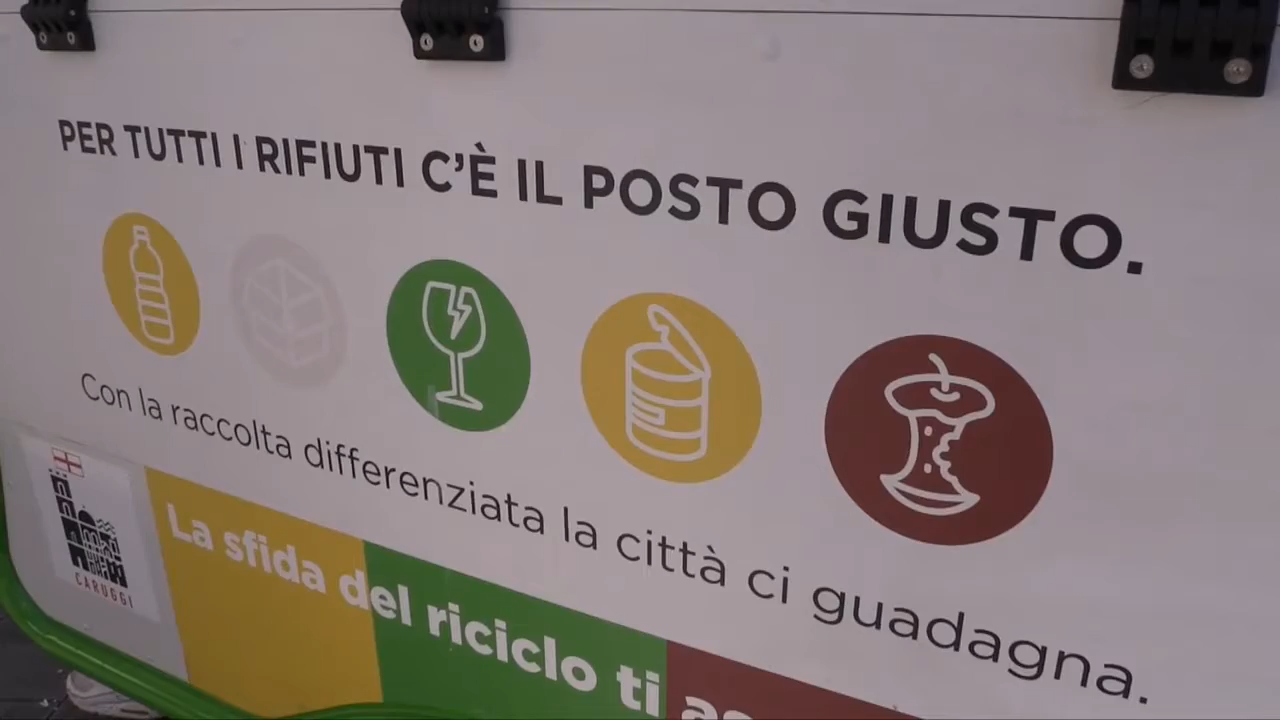 PER TUTTI I RIFIUTI C'È IL POSTO GIUSTO.
Con la raccolta differenziata la città ci guadagna.
CARUGGI
La sfida del riciclo ti